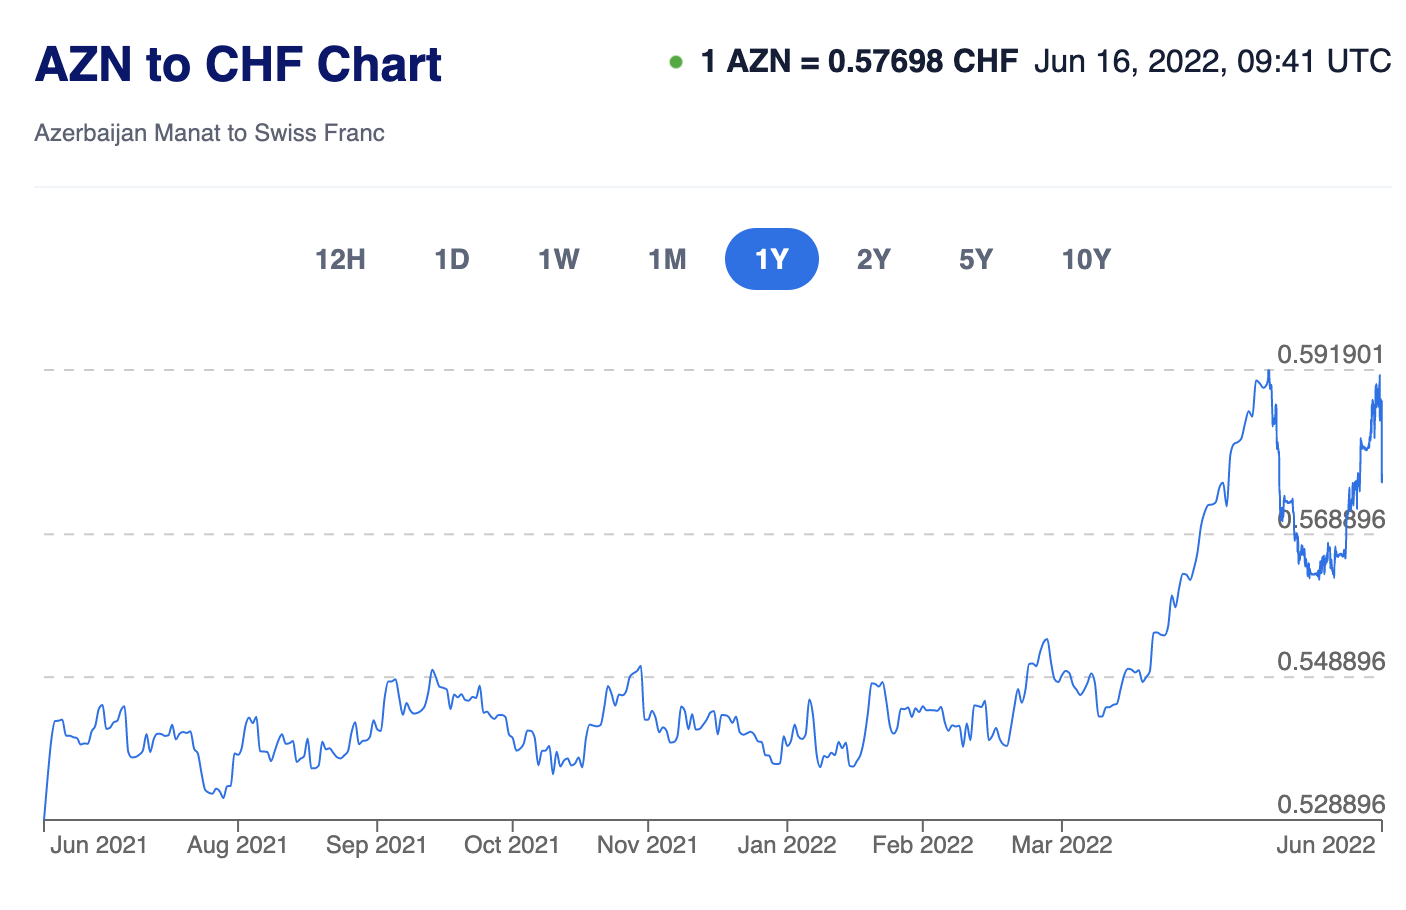 AZN to CHF Chart
1 AZN = 0.57698 CHF Jun 16, 2022, 09:41 UTC
Azerbaijan Manat to Swiss Franc
12H 1D 1W 1M 1Y 2Y 5Y 10Y
0.591901
0.568896
0.548896
0.528896
Jun 2021 Aug 2021 Sep 2021 Oct 2021 Nov 2021 Jan 2022 Feb 2022 Mar 2022 Jun 2022